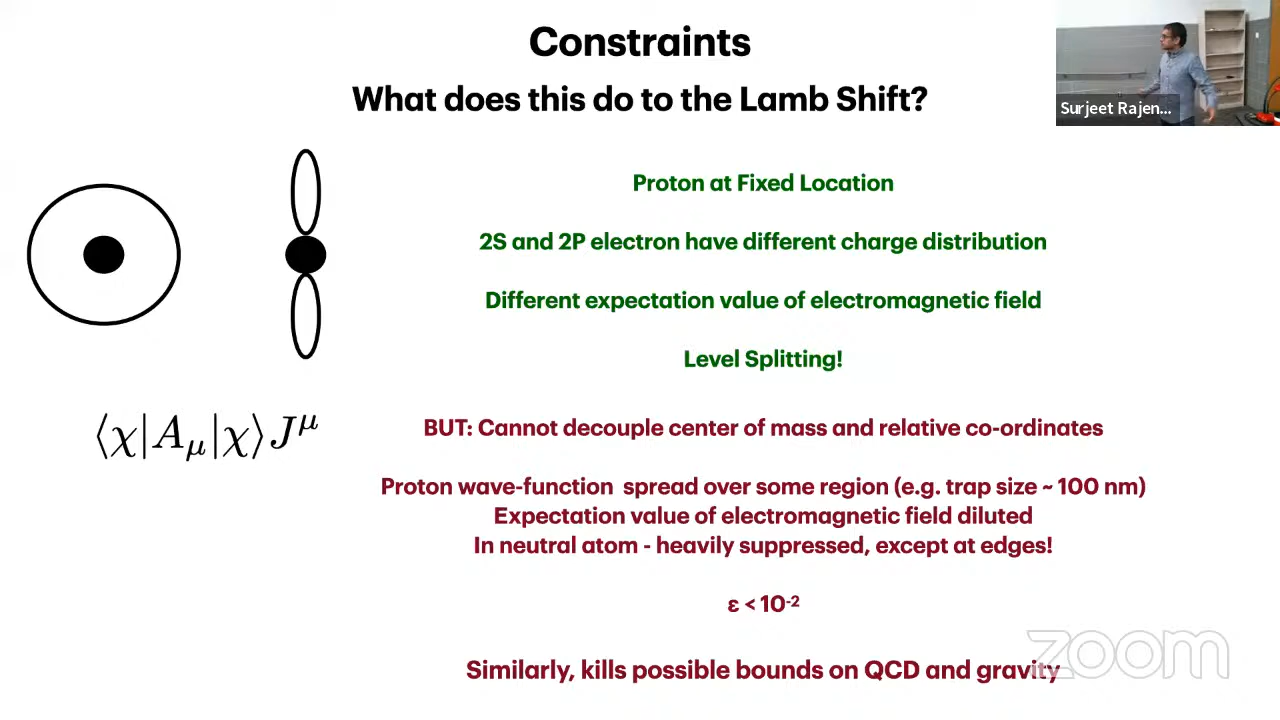 Constraints
What does this do to the Lamb Shift?
Surjeet Rajen...
Proton at Fixed Location
2S and 2P electron have different charge distribution
Different expectation value of electromagnetic field
Level Splitting!
⟨χ|A_μ|χ⟩J^μ
BUT: Cannot decouple center of mass and relative co-ordinates
Proton wave-function spread over some region (e.g. trap size ~ 100 nm)
Expectation value of electromagnetic field diluted
In neutral atom - heavily suppressed, except at edges!
ε < 10⁻²
Similarly, kills possible bounds on QCD and gravity
zoom